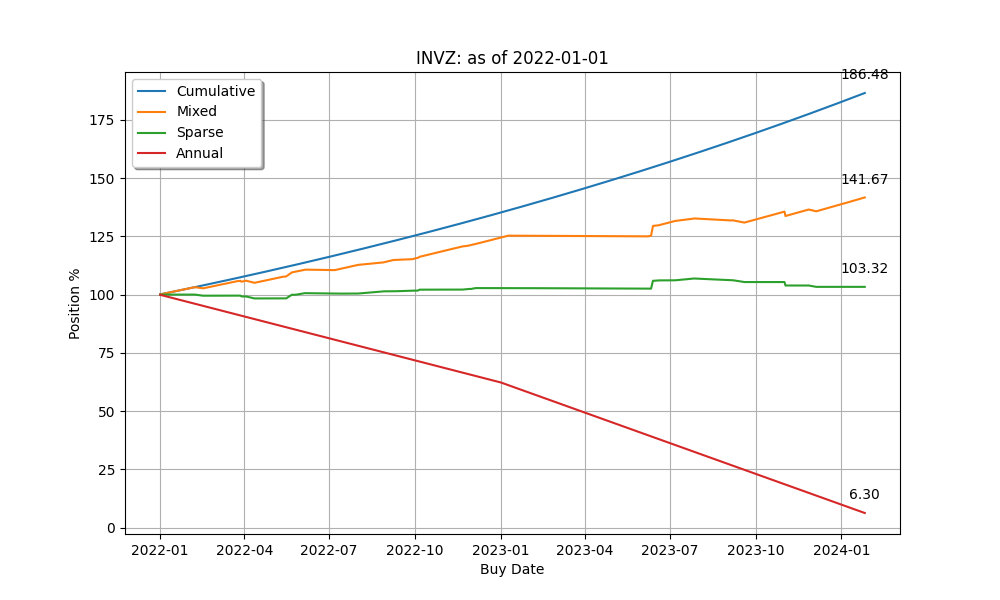 INVZ: as of 2022-01-01
186.48
Cumulative
Mixed
Sparse
Annual
175
150
125
100
75
50
25
0
141.67
103.32
6.30
Position %
2022-01 2022-04 2022-07 2022-10 2023-01 2023-04 2023-07 2023-10 2024-01
Buy Date